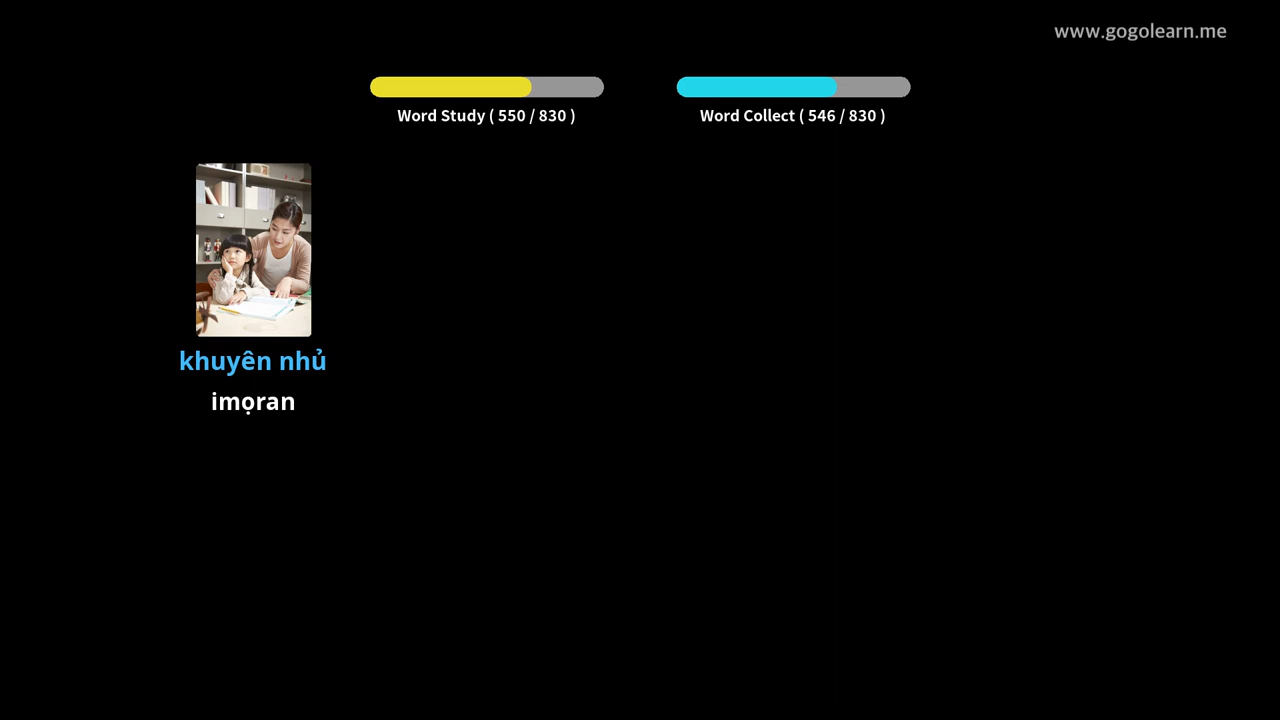 www.gogolearn.me
Word Study ( 550 / 830 )
Word Collect ( 546 / 830 )
khuyên nhủ
imọran